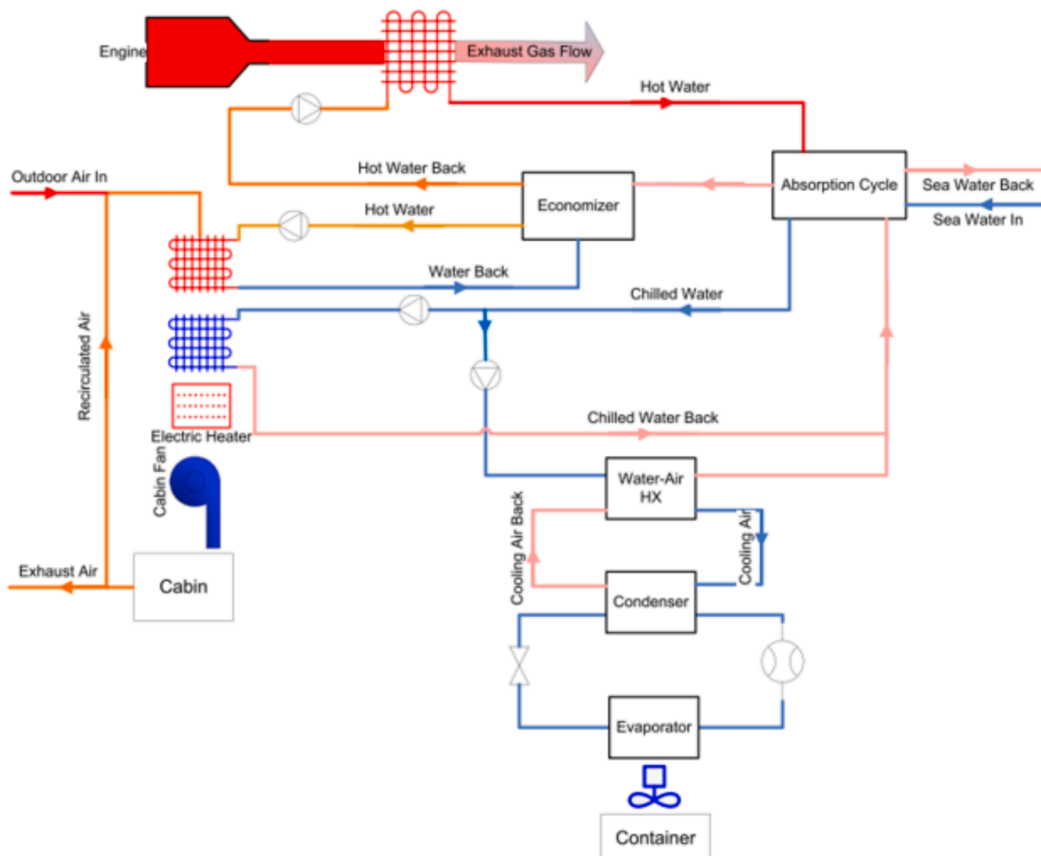 Engine
Exhaust Gas Flow
Hot Water
Outdoor Air In
Hot Water Back
Economizer
Absorption Cycle
Sea Water Back
Sea Water In
Hot Water
Water Back
Chilled Water
Recirculated Air
Electric Heater
Chilled Water Back
Cabin Fan
Water-Air
HX
Cooling Air Back
Cooling Air
Exhaust Air
Cabin
Condenser
Evaporator
Container